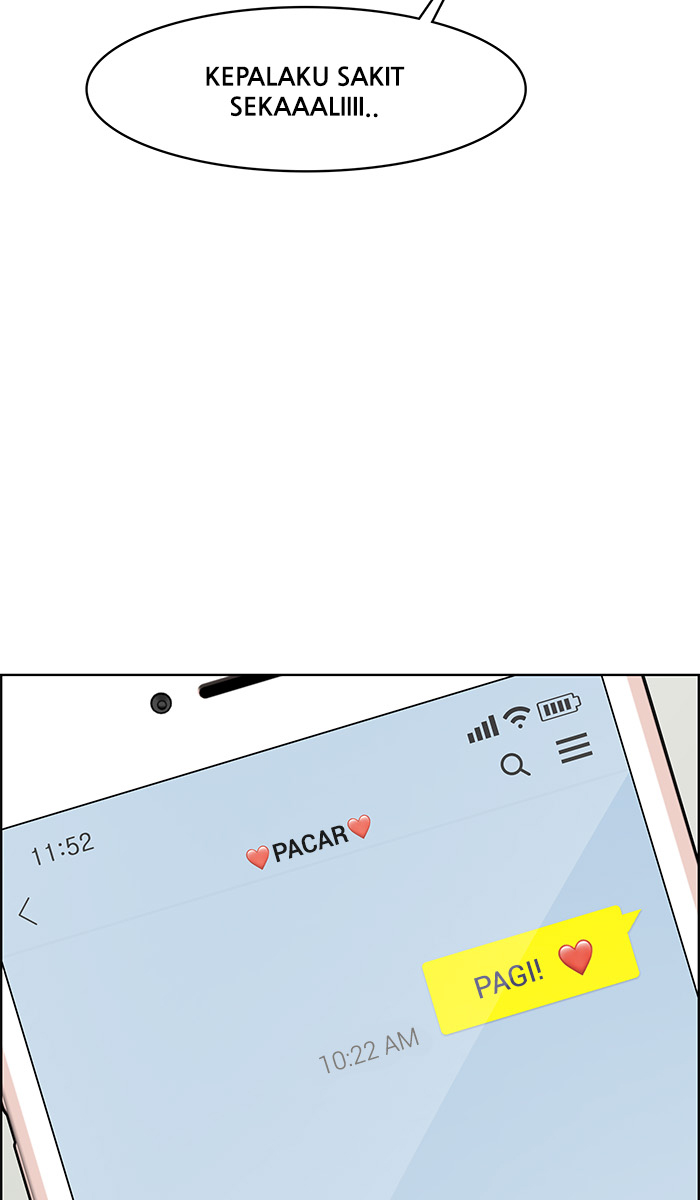 KEPALAKU SAKIT
SEKAAALIIII..
11:52
❤️PACAR❤️
PAGI! ❤️
10:22 AM